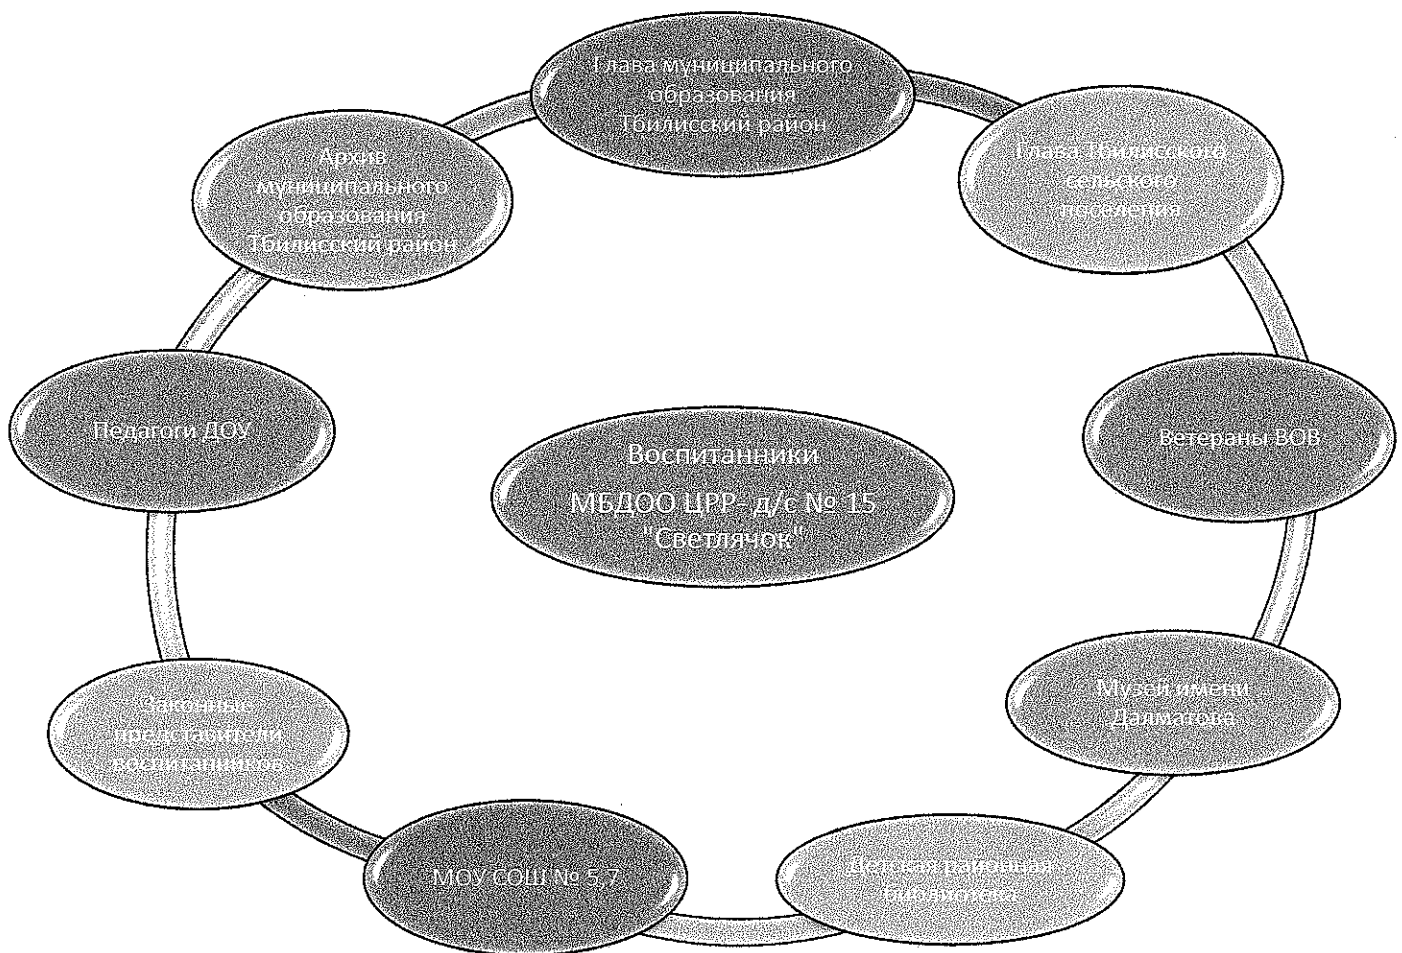 Глава муниципального
образования
Тбилисский район
Глава Тбилисского
сельского
поселения
Ветераны ВОВ
Музей имени
Далматова
Детская районная
библиотека
МОУ СОШ № 5,7
Законные
представители
воспитанников
Педагоги ДОУ
Архив
муниципального
образования
Тбилисский район
Воспитанники
МБДОО ЦРР- д/с № 15
"Светлячок"